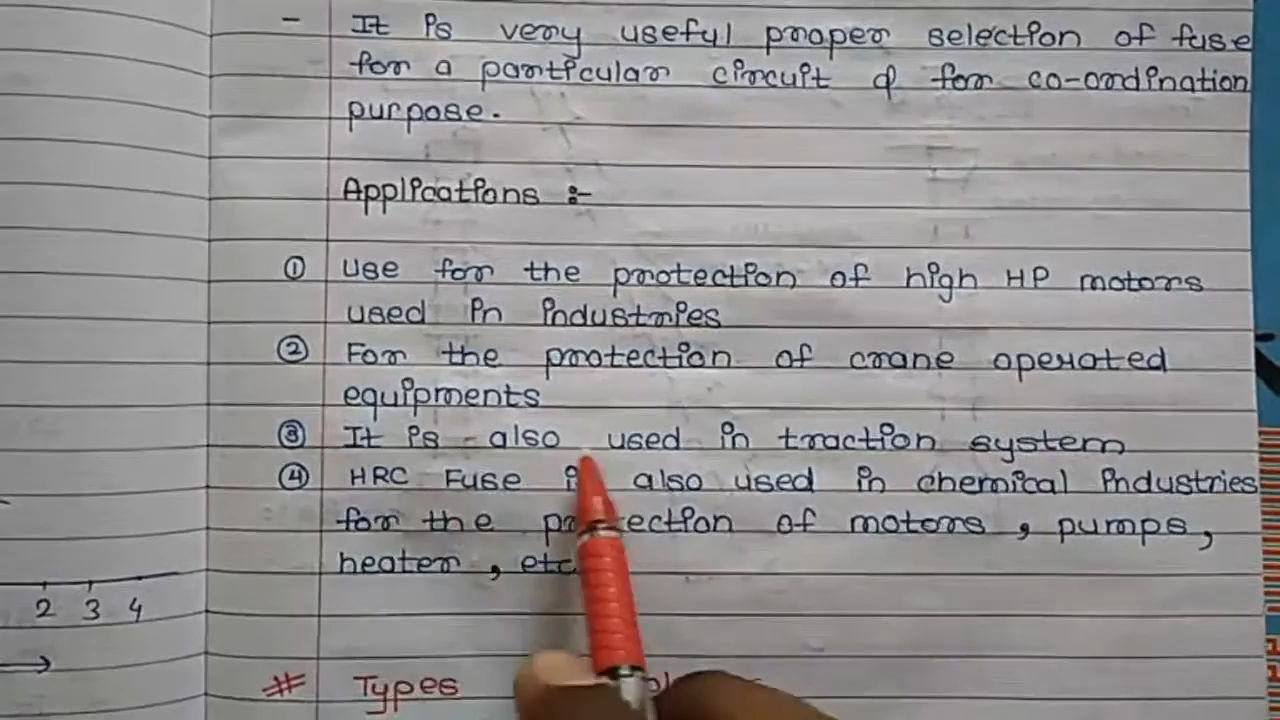 - It is very useful proper selection of fuse
for a particular circuit & for co-ordination
purpose.
Applications :-
① Use for the protection of high HP motors
used in industries
② For the protection of crane operated
equipments
③ It is also used in traction system
④ HRC Fuse also used in chemical industries
for the of motors, pumps,
heater, etc
2 3 4
# Types